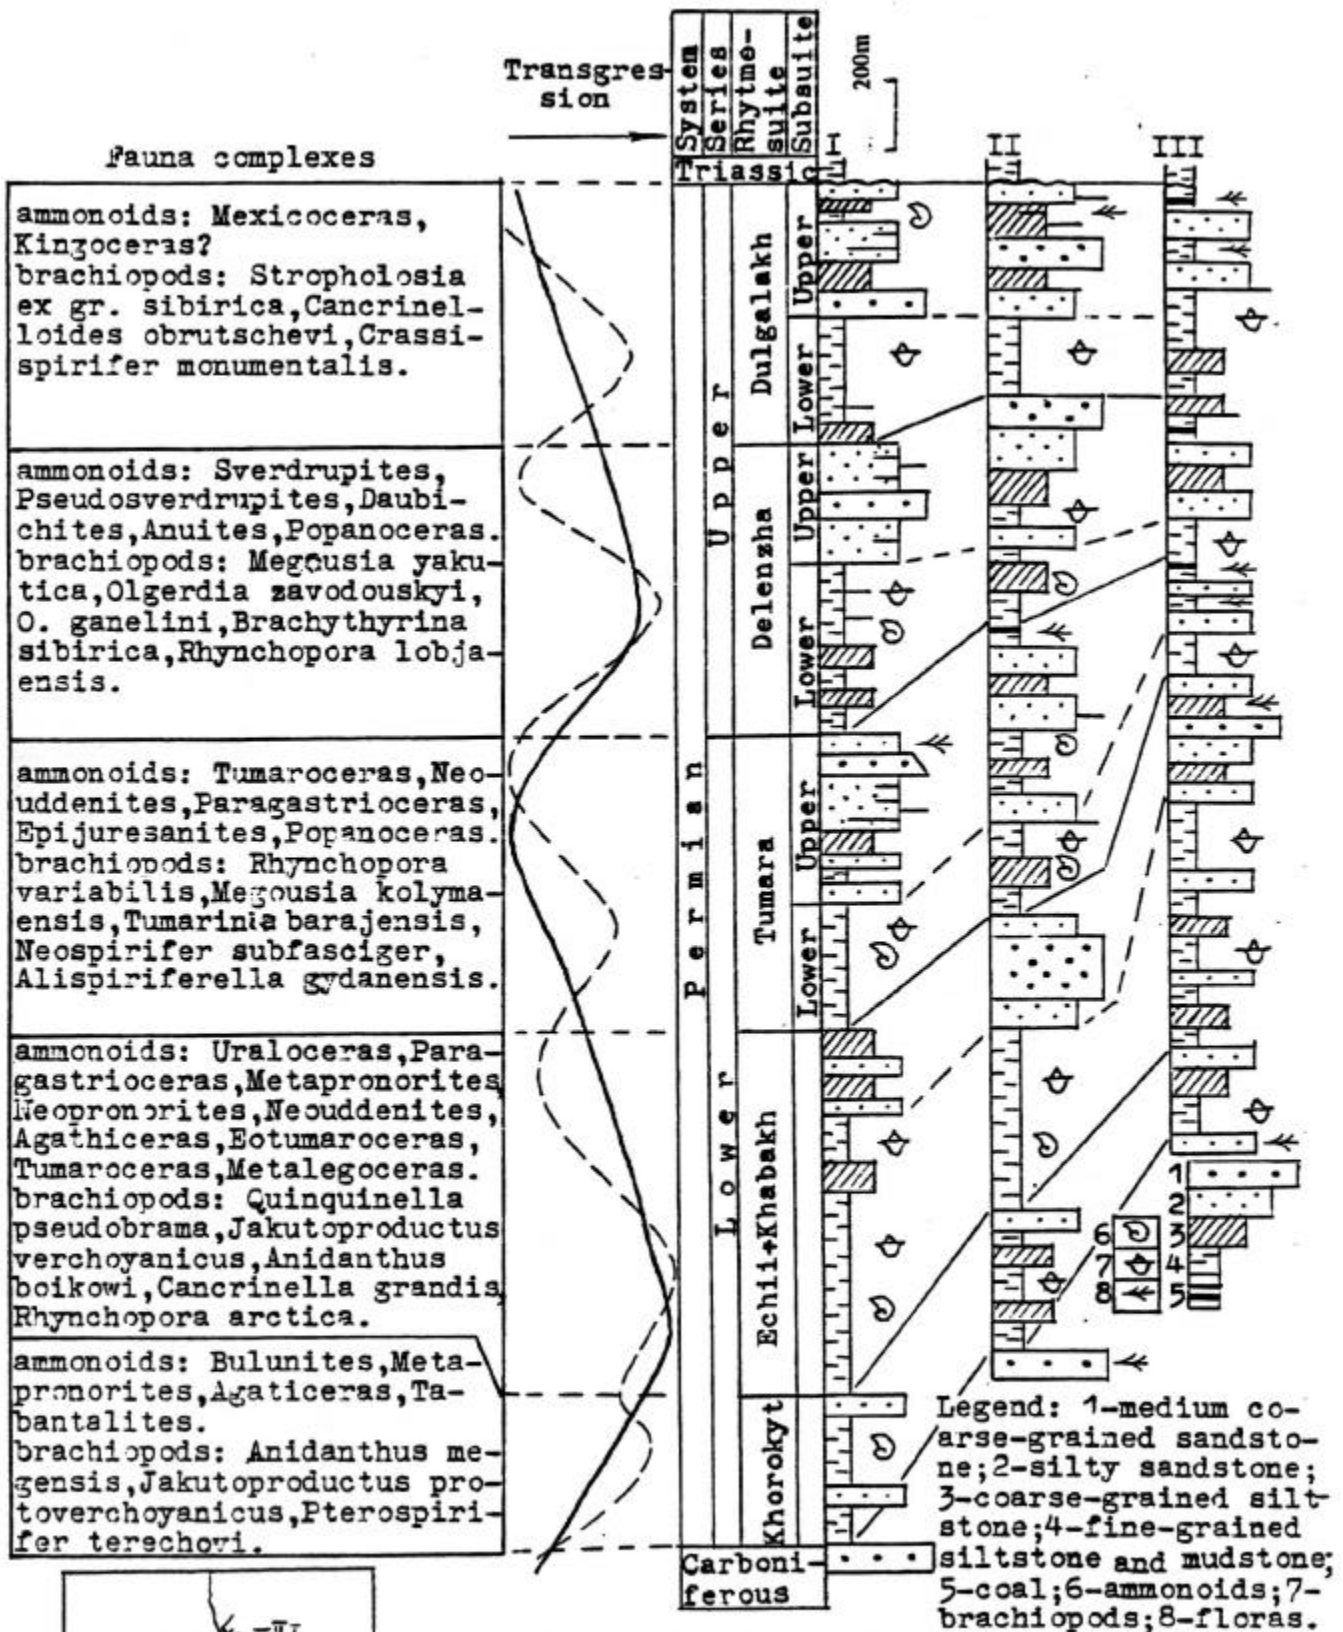 Transgres-
sion
System
Series
Rhytmo-
suite
Subsuite
200m
Fauna complexes
I
II
III
Triassic
ammonoids: Mexicoceras,
Kingoceras?
brachiopods: Stropholosia
ex gr. sibirica,Cancrinel-
loides obrutschevi,Crassi-
spirifer monumentalis.
ammonoids: Sverdrupites,
Pseudosverdrupites,Daubi-
chites,Anuites,Popanoceras.
brachiopods: Megousia yaku-
tica,Olgerdia zavodouskyi,
O. ganelini,Brachythyrina
sibirica,Rhynchopora lobja-
ensis.
ammonoids: Tumaroceras,Neo-
uddenites,Paragastrioceras,
Epijuresanites,Popanoceras.
brachiopods: Rhynchopora
variabilis,Megousia kolyma-
ensis,Tumarinia barajensis,
Neospirifer subfasciger,
Alispiriferella gydanensis.
ammonoids: Uraloceras,Para-
gastrioceras,Metapronorites,
Neopronorites,Neouddenites,
Agathiceras,Eotumaroceras,
Tumaroceras,Metalegoceras.
brachiopods: Quinquinella
pseudobrama,Jakutoproductus
verchoyanicus,Anidanthus
boikowi,Cancrinella grandis,
Rhynchopora arctica.
ammonoids: Bulunites,Meta-
pronorites,Agaticeras,Ta-
bantalites.
brachiopods: Anidanthus me-
gensis,Jakutoproductus pro-
toverchoyanicus,Pterospiri-
fer terechovi.
Permian
Upper
Lower
Dulgalakh
Upper
Lower
Delenzha
Upper
Lower
Tumara
Upper
Lower
Echii+Khabakh
Khorokyt
Carboni-
ferous
1
2
3
4
5
6
7
8
Legend: 1-medium co-
arse-grained sandsto-
ne;2-silty sandstone;
3-coarse-grained silt-
stone;4-fine-grained
siltstone and mudstone;
5-coal;6-ammonoids;7-
brachiopods;8-floras.